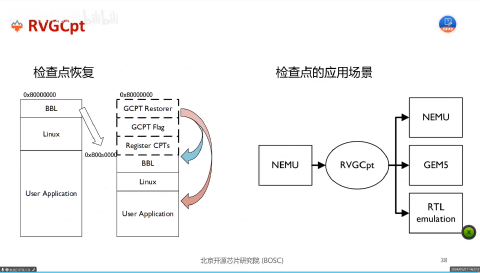 RVGCpt
bilibili
检查点恢复
检查点的应用场景
0x80000000
0x80000000
BBL
Linux
User Application
0x800a0000
GCPT Restorer
GCPT Flag
Register CPTs
BBL
Linux
User Application
NEMU
RVGCpt
NEMU
GEM5
RTL
emulation
北京开源芯片研究院 (BOSC)
38